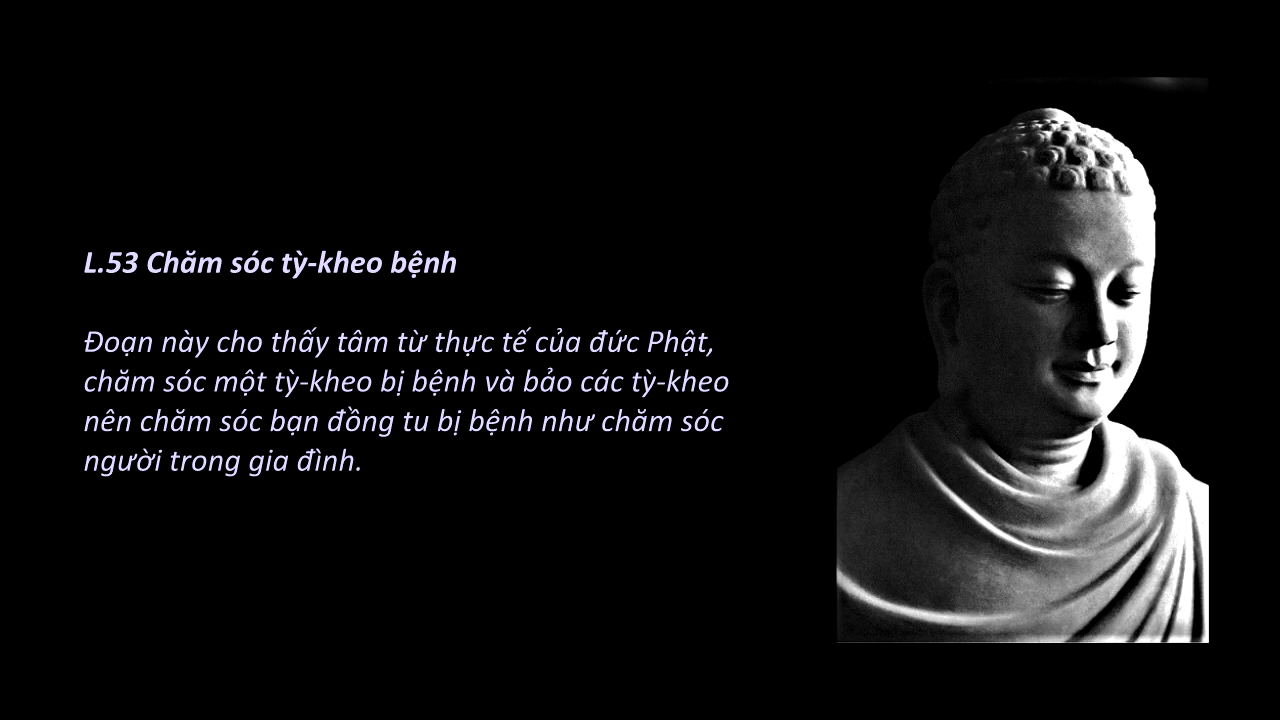 L.53 Chăm sóc tỳ-kheo bệnh
Đoạn này cho thấy tâm từ thực tế của đức Phật,
chăm sóc một tỳ-kheo bị bệnh và bảo các tỳ-kheo
nên chăm sóc bạn đồng tu bị bệnh như chăm sóc
người trong gia đình.